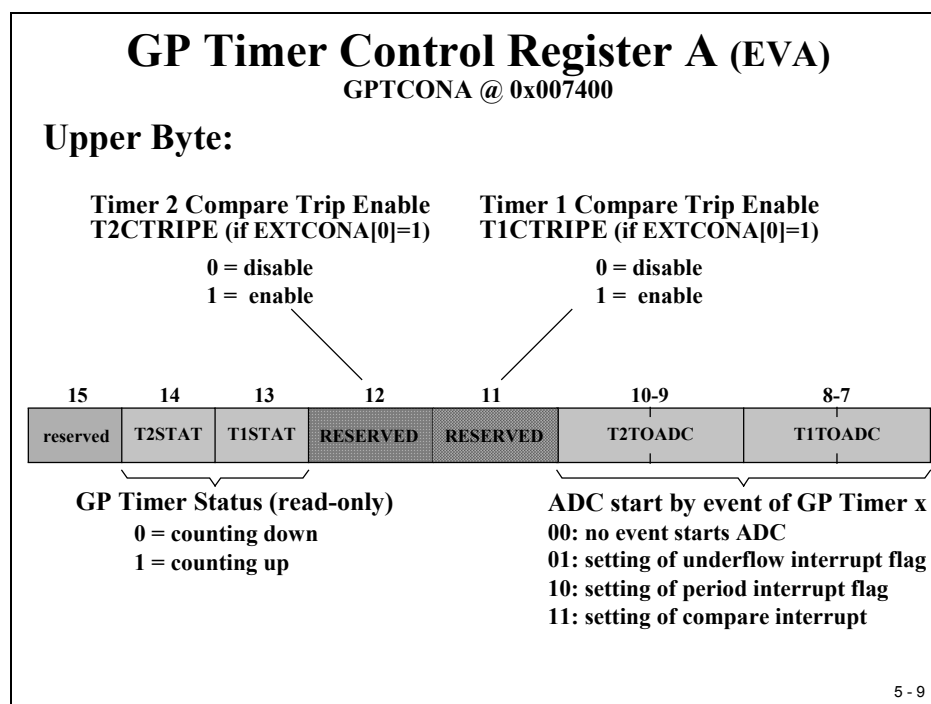 GP Timer Control Register A (EVA)
GPTCONA @ 0x007400
Upper Byte:
Timer 2 Compare Trip Enable
T2CTRIPE (if EXTCONA[0]=1)
0 = disable
1 = enable
Timer 1 Compare Trip Enable
T1CTRIPE (if EXTCONA[0]=1)
0 = disable
1 = enable
15 14 13 12 11 10-9 8-7
reserved T2STAT T1STAT RESERVED RESERVED T2TOADC T1TOADC
GP Timer Status (read-only)
0 = counting down
1 = counting up
ADC start by event of GP Timer x
00: no event starts ADC
01: setting of underflow interrupt flag
10: setting of period interrupt flag
11: setting of compare interrupt
5 - 9